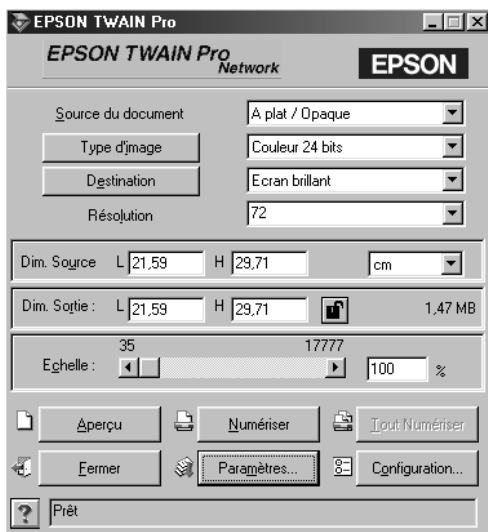 EPSON TWAIN Pro
EPSON TWAIN Pro
Network
EPSON
Source du document A plat / Opaque
Type d'image Couleur 24 bits
Destination Ecran brillant
Résolution 72
Dim. Source L 21,59 H 29,71 cm
Dim. Sortie : L 21,59 H 29,71 1,47 MB
35 17777
Echelle : 100 %
Aperçu Numériser Tout Numériser
Fermer Paramètres... Configuration...
? Prêt